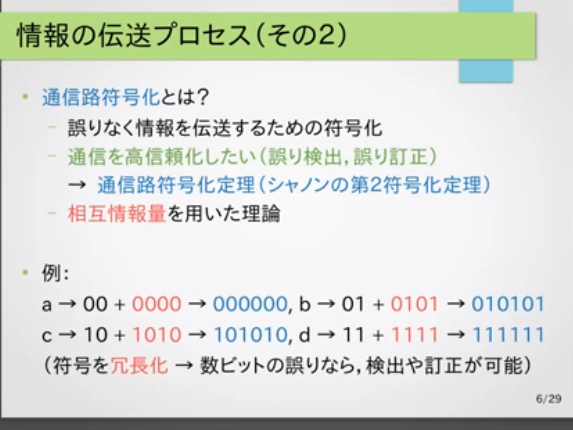 情報の伝送プロセス（その2）
• 通信路符号化とは？
– 誤りなく情報を伝送するための符号化
– 通信を高信頼化したい（誤り検出，誤り訂正）
→ 通信路符号化定理（シャノンの第2符号化定理）
– 相互情報量を用いた理論
• 例：
a → 00 + 0000 → 000000, b → 01 + 0101 → 010101
c → 10 + 1010 → 101010, d → 11 + 1111 → 111111
（符号を冗長化 → 数ビットの誤りなら，検出や訂正が可能）
6/29